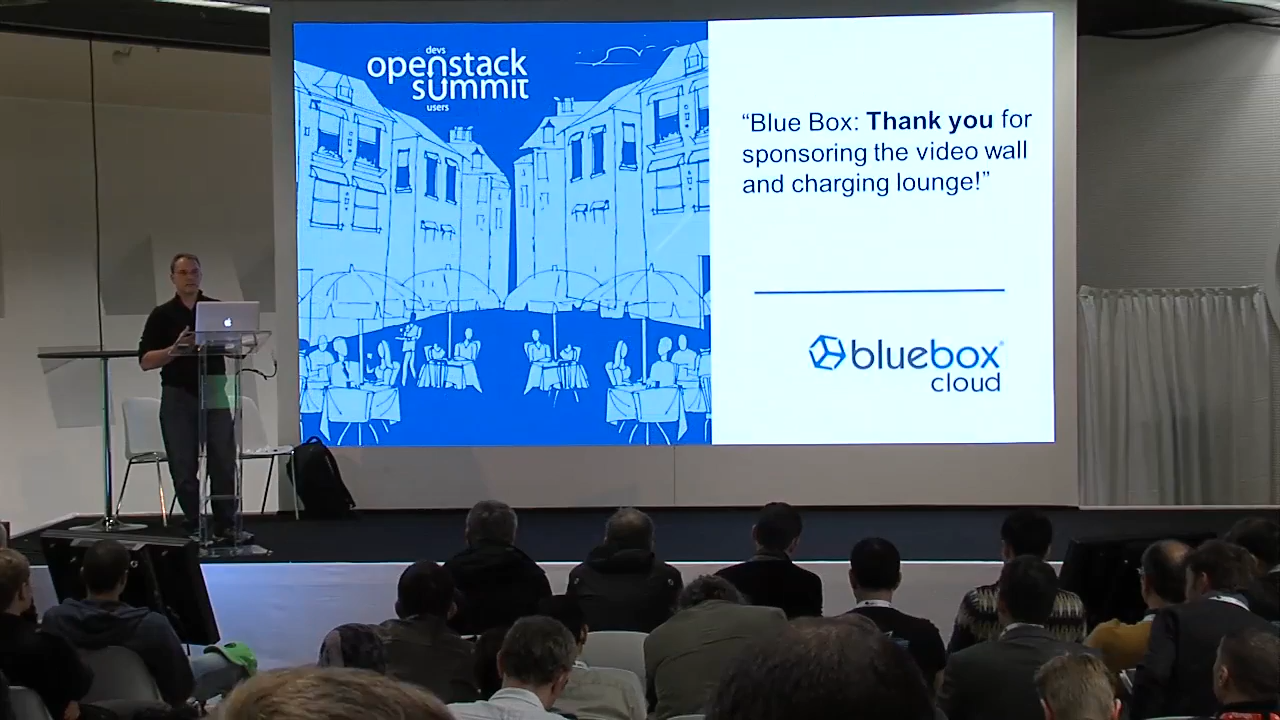 devs
openstack
summit
users
“Blue Box: Thank you for
sponsoring the video wall
and charging lounge!”
bluebox
cloud